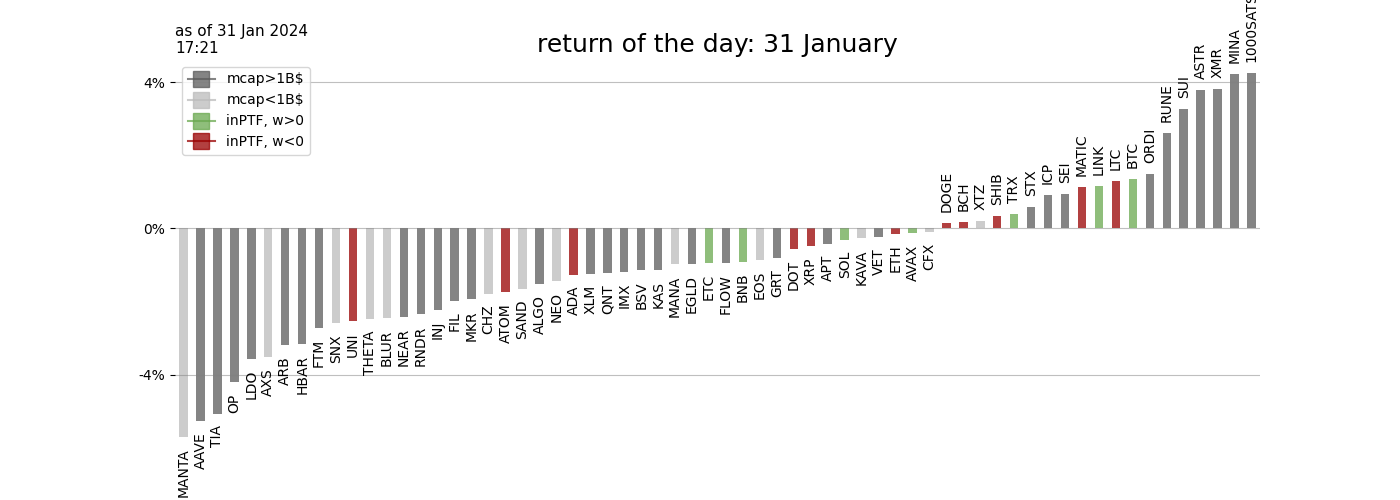 as of 31 Jan 2024
17:21
return of the day: 31 January
mcap>1B$
mcap<1B$
inPTF, w>0
inPTF, w<0
4%
0%
-4%
MANTA
AAVE
TIA
OP
LDO
AXS
ARB
HBAR
FTM
SNX
UNI
THETA
BLUR
NEAR
RNDR
INJ
FIL
MKR
CHZ
ATOM
SAND
ALGO
NEO
ADA
XLM
QNT
IMX
BSV
KAS
MANA
EGLD
ETC
FLOW
BNB
EOS
GRT
DOT
XRP
APT
SOL
KAVA
VET
ETH
AVAX
CFX
DOGE
BCH
XTZ
SHIB
TRX
STX
ICP
SEI
MATIC
LINK
LTC
BTC
ORDI
RUNE
SUI
ASTR
XMR
MINA
1000SATS